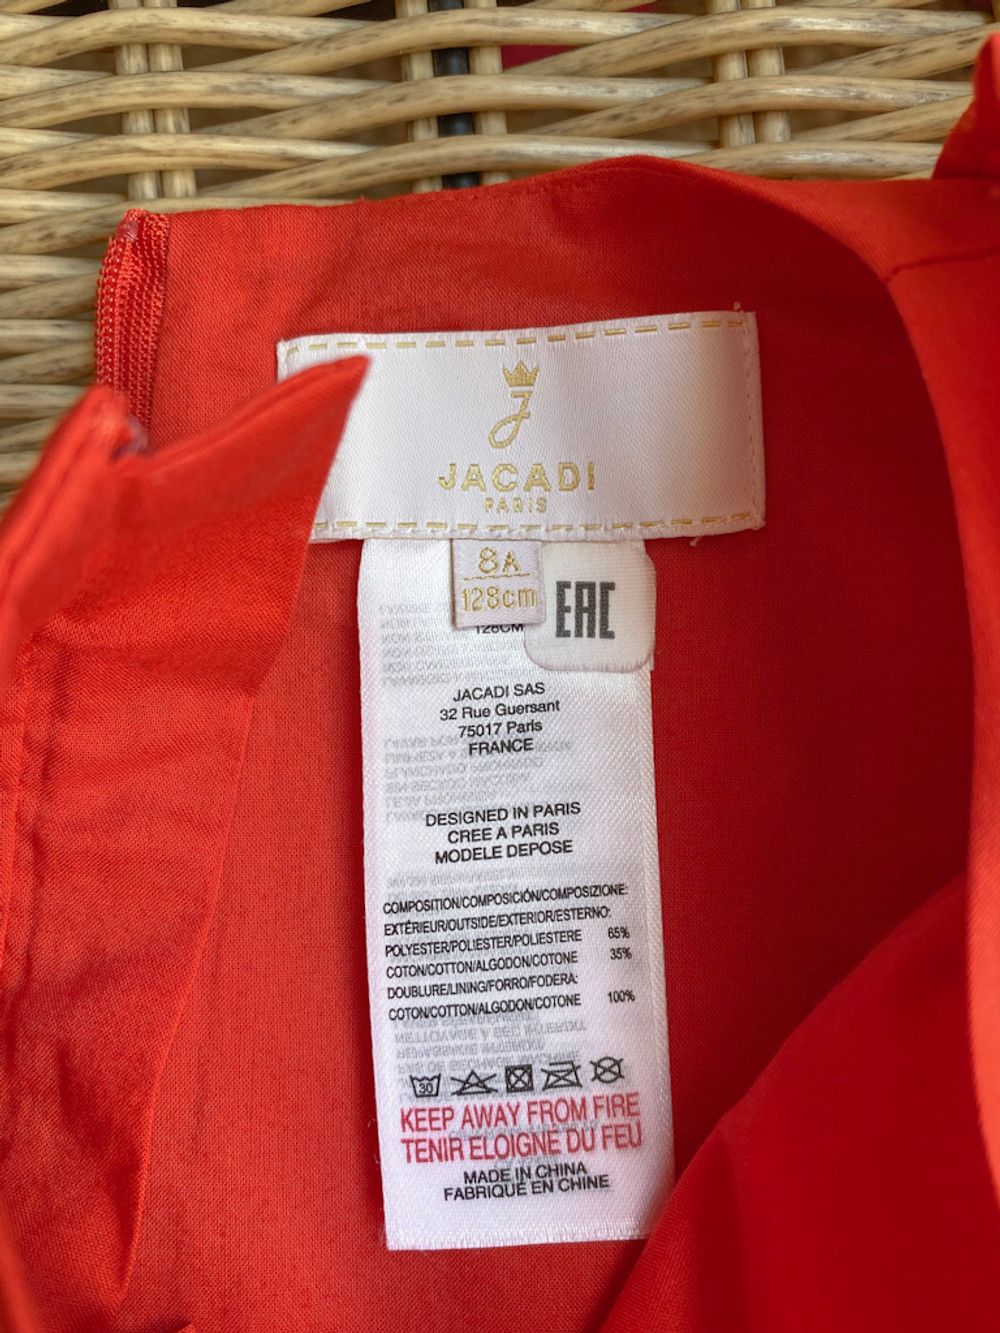 J
JACADI
PARIS
8A
128cm
EAC
128CM
JACADI SAS
32 Rue Guersant
75017 Paris
FRANCE
DESIGNED IN PARIS
CREE A PARIS
MODELE DEPOSE
COMPOSITION/COMPOSICIÓN/COMPOSIZIONE:
EXTÉRIEUR/OUTSIDE/EXTERIOR/ESTERNO:
POLYESTER/POLIESTER/POLIESTERE 65%
COTON/COTTON/ALGODON/COTONE 35%
DOUBLURE/LINING/FORRO/FODERA:
COTON/COTTON/ALGODON/COTONE 100%
30
KEEP AWAY FROM FIRE
TENIR ELOIGNE DU FEU
MADE IN CHINA
FABRIQUE EN CHINE